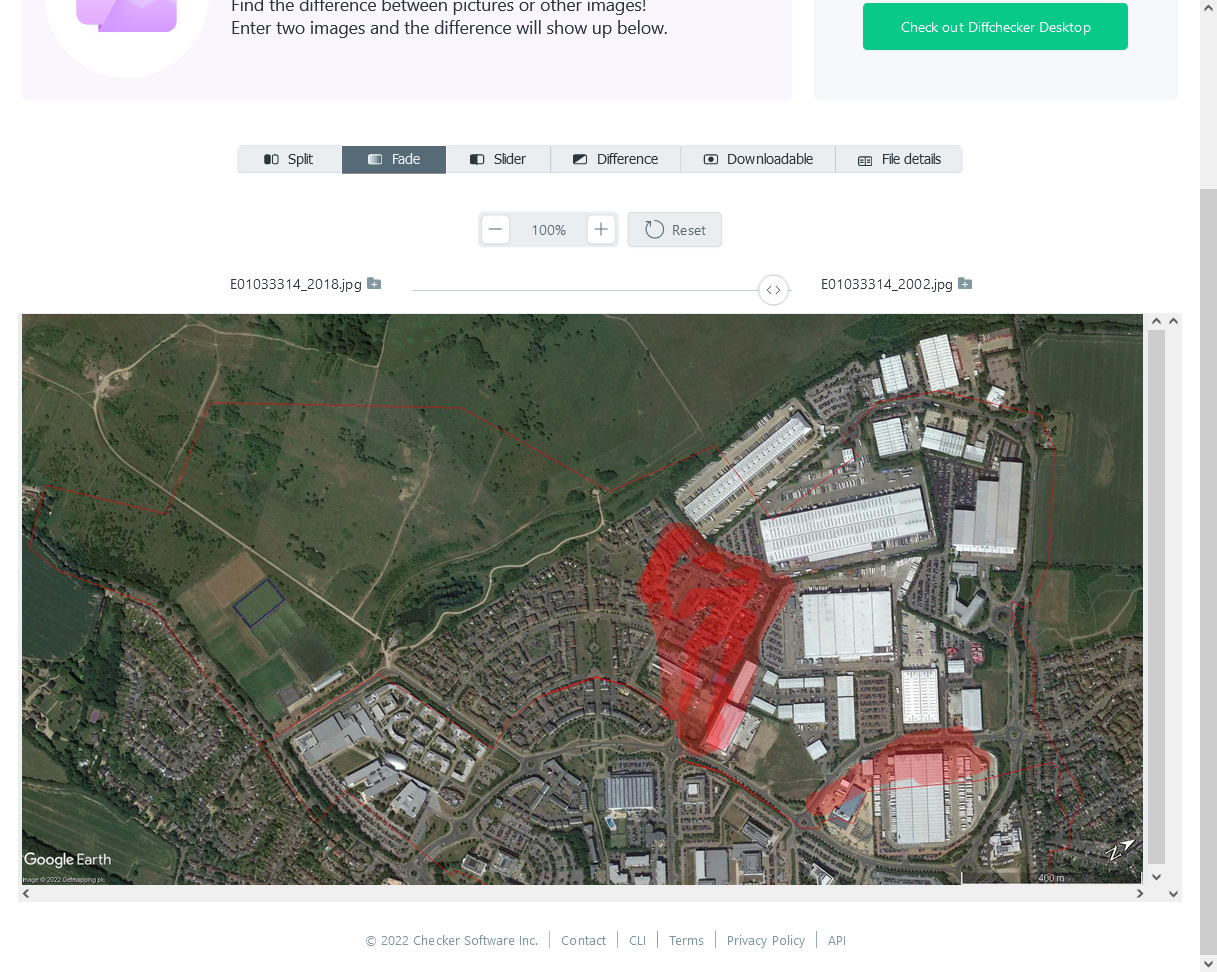 Find the difference between pictures or other images!
Enter two images and the difference will show up below.
Check out Diffchecker Desktop
Split Fade Slider Difference Downloadable File details
100% Reset
E01033314_2018.jpg E01033314_2002.jpg
Google Earth
Image © 2022 Getmapping plc
N
400 m
© 2022 Checker Software Inc. Contact CLI Terms Privacy Policy API